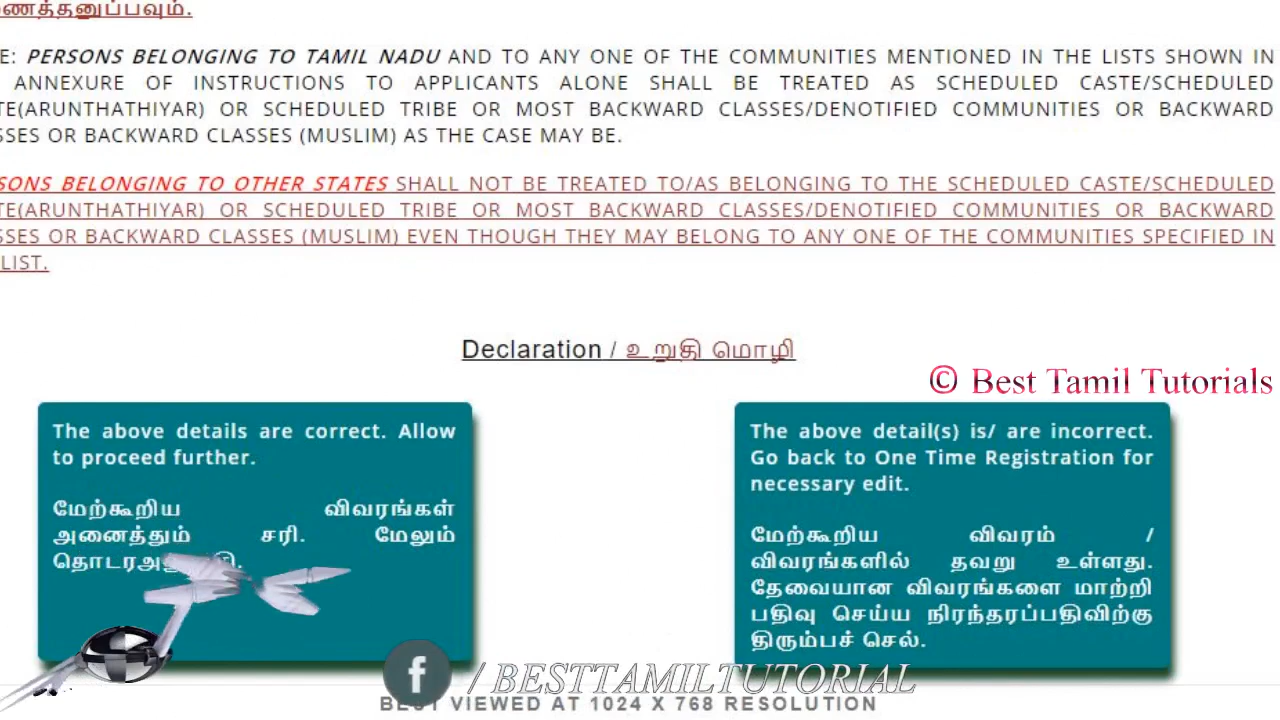 ணைத்தனுப்பவும்.
E: PERSONS BELONGING TO TAMIL NADU AND TO ANY ONE OF THE COMMUNITIES MENTIONED IN THE LISTS SHOWN IN
ANNEXURE OF INSTRUCTIONS TO APPLICANTS ALONE SHALL BE TREATED AS SCHEDULED CASTE/SCHEDULED
TE(ARUNTHATHIYAR) OR SCHEDULED TRIBE OR MOST BACKWARD CLASSES/DENOTIFIED COMMUNITIES OR BACKWARD
SSES OR BACKWARD CLASSES (MUSLIM) AS THE CASE MAY BE.
SONS BELONGING TO OTHER STATES SHALL NOT BE TREATED TO/AS BELONGING TO THE SCHEDULED CASTE/SCHEDULED
TE(ARUNTHATHIYAR) OR SCHEDULED TRIBE OR MOST BACKWARD CLASSES/DENOTIFIED COMMUNITIES OR BACKWARD
SSES OR BACKWARD CLASSES (MUSLIM) EVEN THOUGH THEY MAY BELONG TO ANY ONE OF THE COMMUNITIES SPECIFIED IN
LIST.
Declaration / உறுதி மொழி
© Best Tamil Tutorials
The above details are correct. Allow
to proceed further.
மேற்கூறிய விவரங்கள்
அனைத்தும் சரி. மேலும்
The above detail(s) is/ are incorrect.
Go back to One Time Registration for
necessary edit.
மேற்கூறிய விவரம் /
விவரங்களில் தவறு உள்ளது.
தேவையான விவரங்களை மாற்றி
பதிவு செய்ய நிரந்தரப்பதிவிற்கு
திரும்பச் செல்.
f / BESTTAMILTUTORIAL
BEST VIEWED AT 1024 X 768 RESOLUTION